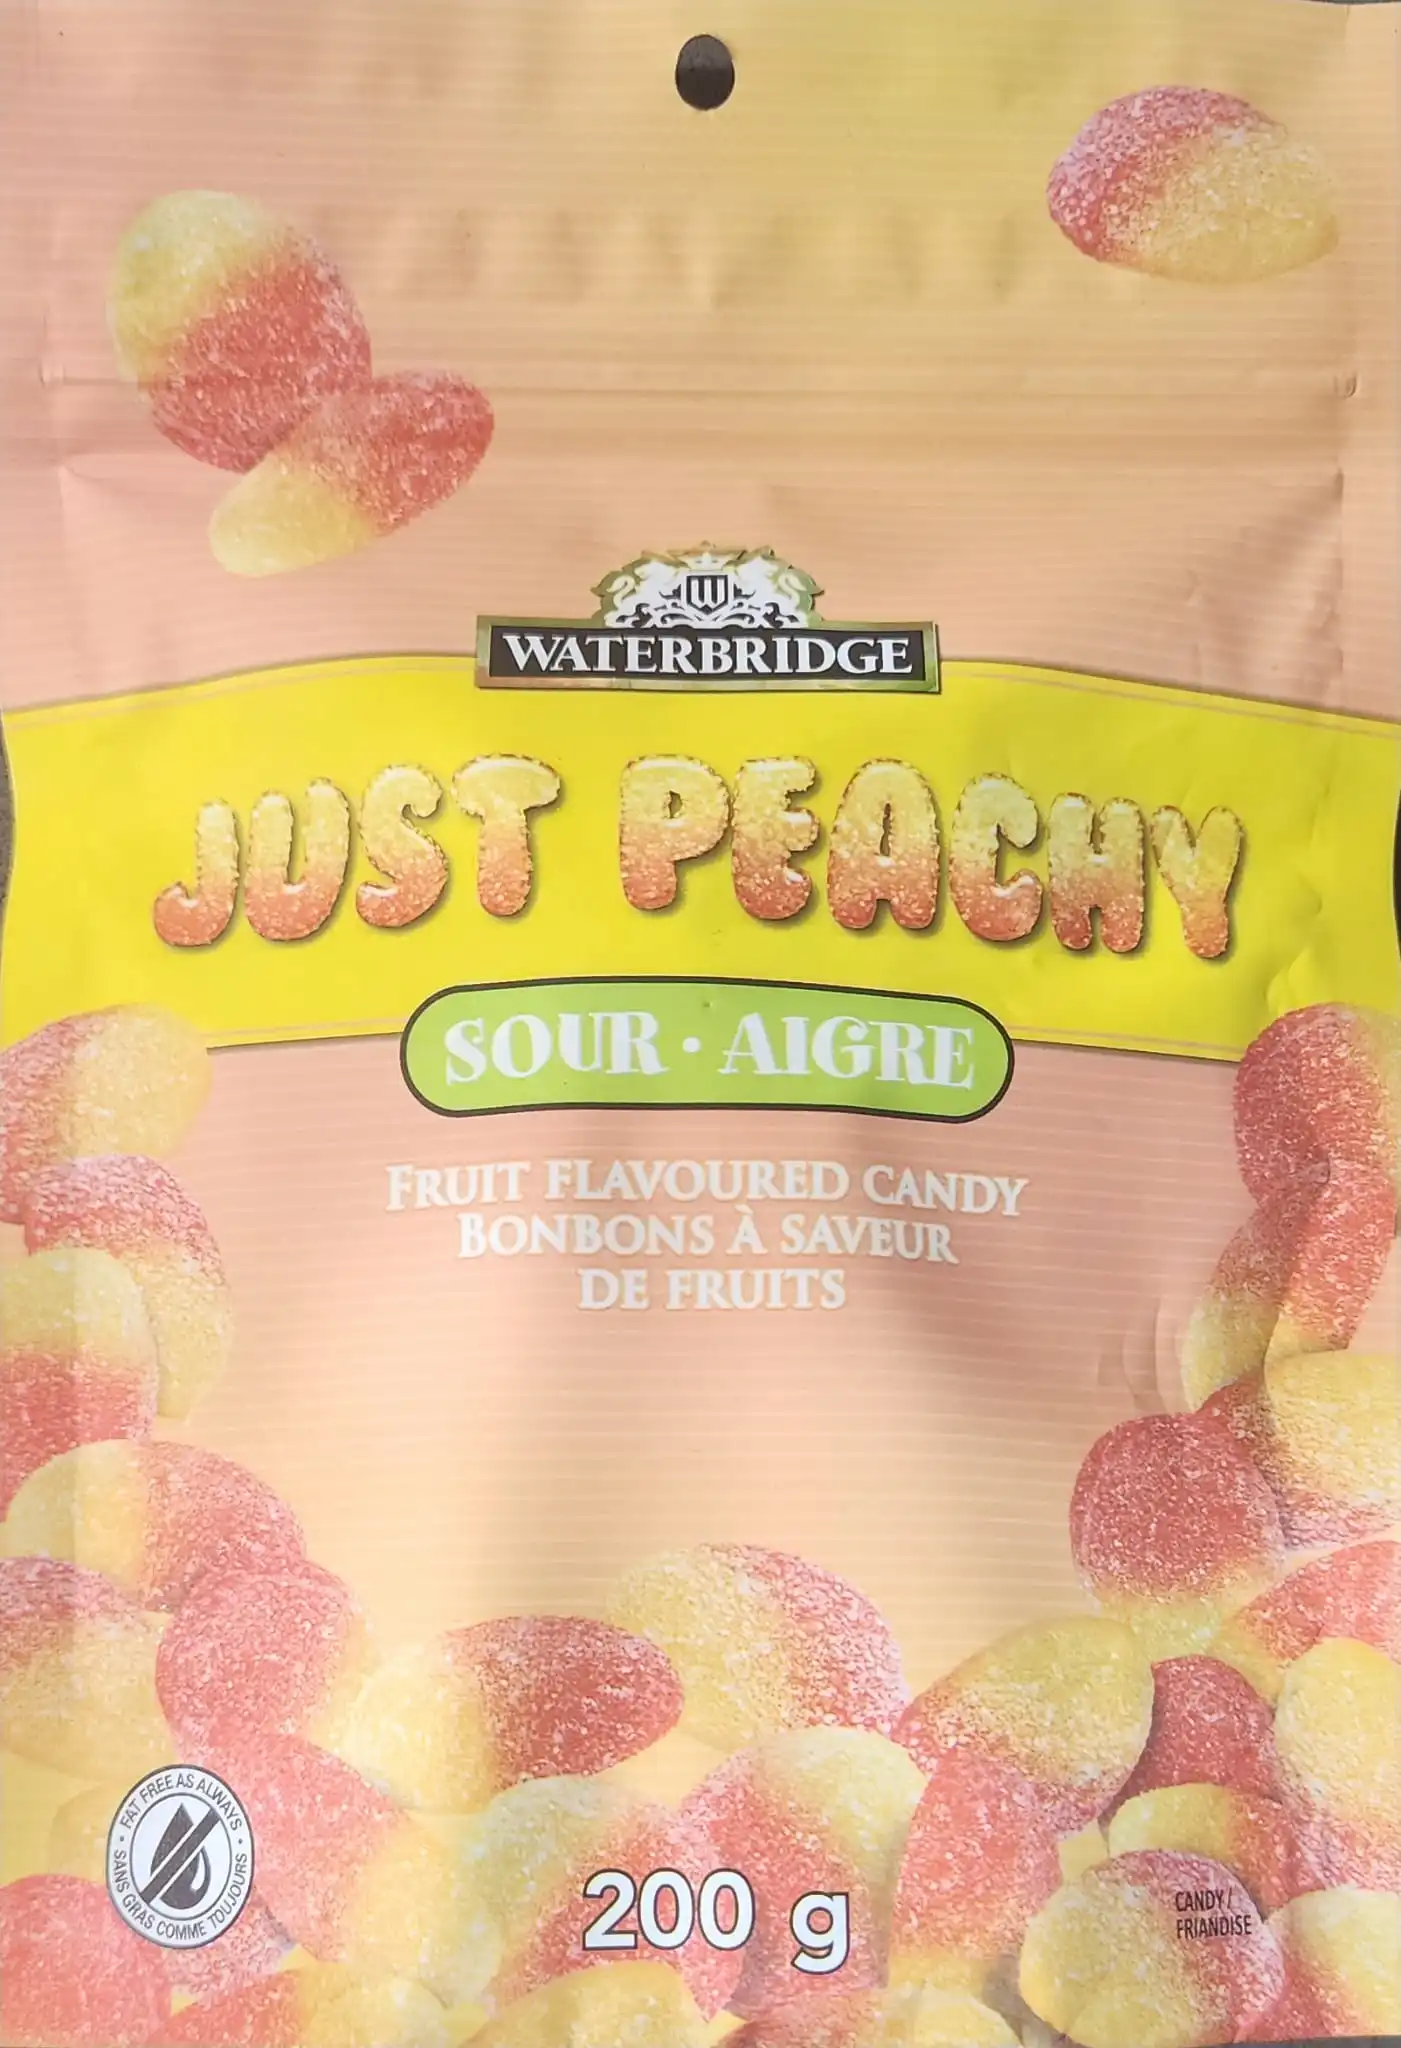 W
WATERBRIDGE
JUST PEACHY
SOUR • AIGRE
FRUIT FLAVOURED CANDY
BONBONS À SAVEUR
DE FRUITS
FAT FREE AS ALWAYS •
SANS GRAS COMME TOUJOURS •
200 g
CANDY /
FRIANDISE